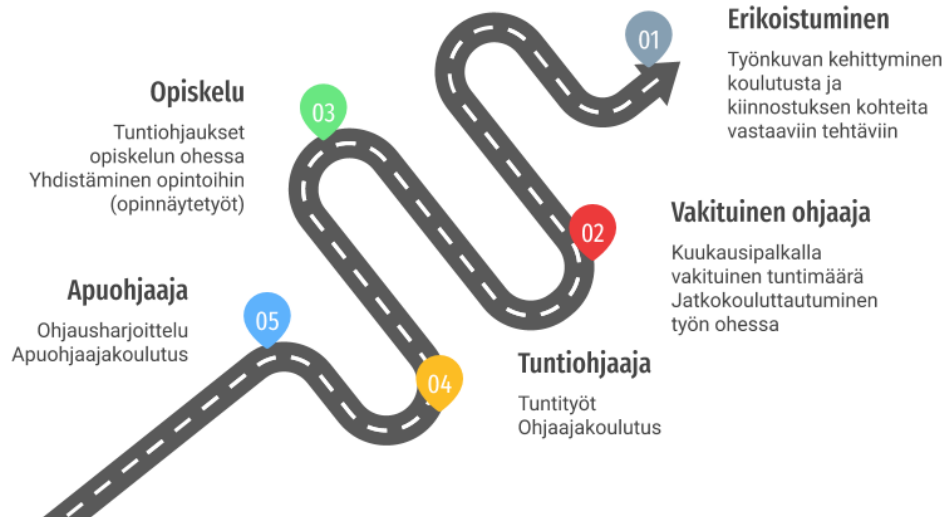 01
Erikoistuminen
Työnkuvan kehittyminen
koulutusta ja
kiinnostuksen kohteita
vastaaviin tehtäviin
02
Vakituinen ohjaaja
Kuukausipalkalla
vakituinen tuntimäärä
Jatkokouluttautuminen
työn ohessa
03
Opiskelu
Tuntiohjaukset
opiskelun ohessa
Yhdistäminen opintoihin
(opinnäytetyöt)
04
Tuntiohjaaja
Tuntityöt
Ohjaajakoulutus
05
Apuohjaaja
Ohjausharjoittelu
Apuohjaajakoulutus